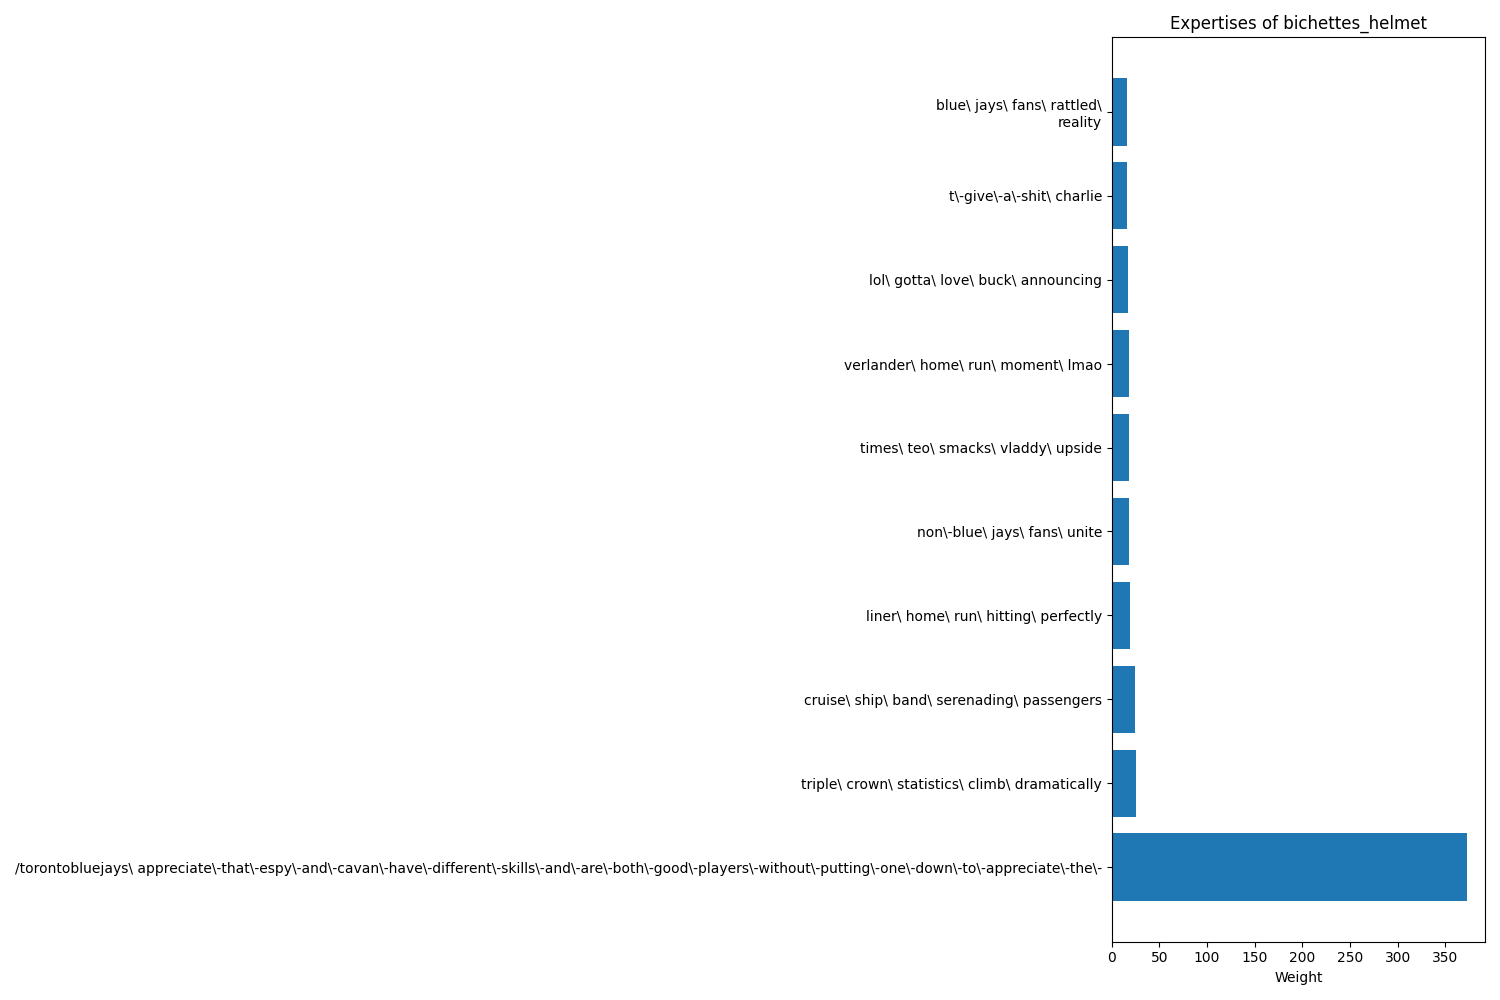 Expertises of bichettes_helmet
blue\ jays\ fans\ rattled\
reality
t\-give\-a\-shit\ charlie
lol\ gotta\ love\ buck\ announcing
verlander\ home\ run\ moment\ lmao
times\ teo\ smacks\ vladdy\ upside
non\-blue\ jays\ fans\ unite
liner\ home\ run\ hitting\ perfectly
cruise\ ship\ band\ serenading\ passengers
triple\ crown\ statistics\ climb\ dramatically
/torontobluejays\ appreciate\-that\-espy\-and\-cavan\-have\-different\-skills\-and\-are\-both\-good\-players\-without\-putting\-one\-down\-to\-appreciate\-the\-
0 50 100 150 200 250 300 350
Weight